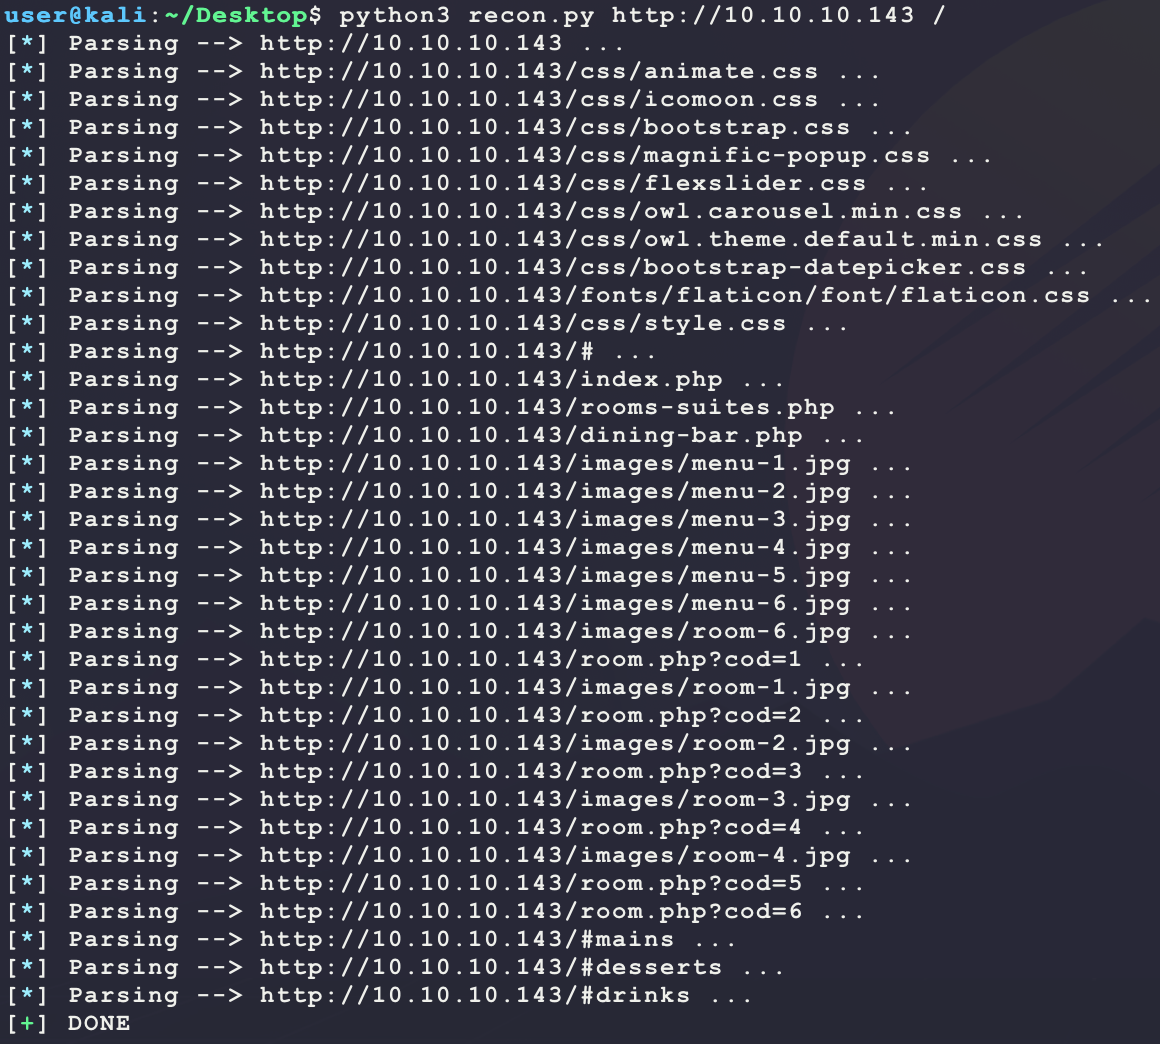 user@kali:~/Desktop$ python3 recon.py http://10.10.10.143 /
[*] Parsing --> http://10.10.10.143 ...
[*] Parsing --> http://10.10.10.143/css/animate.css ...
[*] Parsing --> http://10.10.10.143/css/icomoon.css ...
[*] Parsing --> http://10.10.10.143/css/bootstrap.css ...
[*] Parsing --> http://10.10.10.143/css/magnific-popup.css ...
[*] Parsing --> http://10.10.10.143/css/flexslider.css ...
[*] Parsing --> http://10.10.10.143/css/owl.carousel.min.css ...
[*] Parsing --> http://10.10.10.143/css/owl.theme.default.min.css ...
[*] Parsing --> http://10.10.10.143/css/bootstrap-datepicker.css ...
[*] Parsing --> http://10.10.10.143/fonts/flaticon/font/flaticon.css ...
[*] Parsing --> http://10.10.10.143/css/style.css ...
[*] Parsing --> http://10.10.10.143/# ...
[*] Parsing --> http://10.10.10.143/index.php ...
[*] Parsing --> http://10.10.10.143/rooms-suites.php ...
[*] Parsing --> http://10.10.10.143/dining-bar.php ...
[*] Parsing --> http://10.10.10.143/images/menu-1.jpg ...
[*] Parsing --> http://10.10.10.143/images/menu-2.jpg ...
[*] Parsing --> http://10.10.10.143/images/menu-3.jpg ...
[*] Parsing --> http://10.10.10.143/images/menu-4.jpg ...
[*] Parsing --> http://10.10.10.143/images/menu-5.jpg ...
[*] Parsing --> http://10.10.10.143/images/menu-6.jpg ...
[*] Parsing --> http://10.10.10.143/images/room-6.jpg ...
[*] Parsing --> http://10.10.10.143/room.php?cod=1 ...
[*] Parsing --> http://10.10.10.143/images/room-1.jpg ...
[*] Parsing --> http://10.10.10.143/room.php?cod=2 ...
[*] Parsing --> http://10.10.10.143/images/room-2.jpg ...
[*] Parsing --> http://10.10.10.143/room.php?cod=3 ...
[*] Parsing --> http://10.10.10.143/images/room-3.jpg ...
[*] Parsing --> http://10.10.10.143/room.php?cod=4 ...
[*] Parsing --> http://10.10.10.143/images/room-4.jpg ...
[*] Parsing --> http://10.10.10.143/room.php?cod=5 ...
[*] Parsing --> http://10.10.10.143/room.php?cod=6 ...
[*] Parsing --> http://10.10.10.143/#mains ...
[*] Parsing --> http://10.10.10.143/#desserts ...
[*] Parsing --> http://10.10.10.143/#drinks ...
[+] DONE